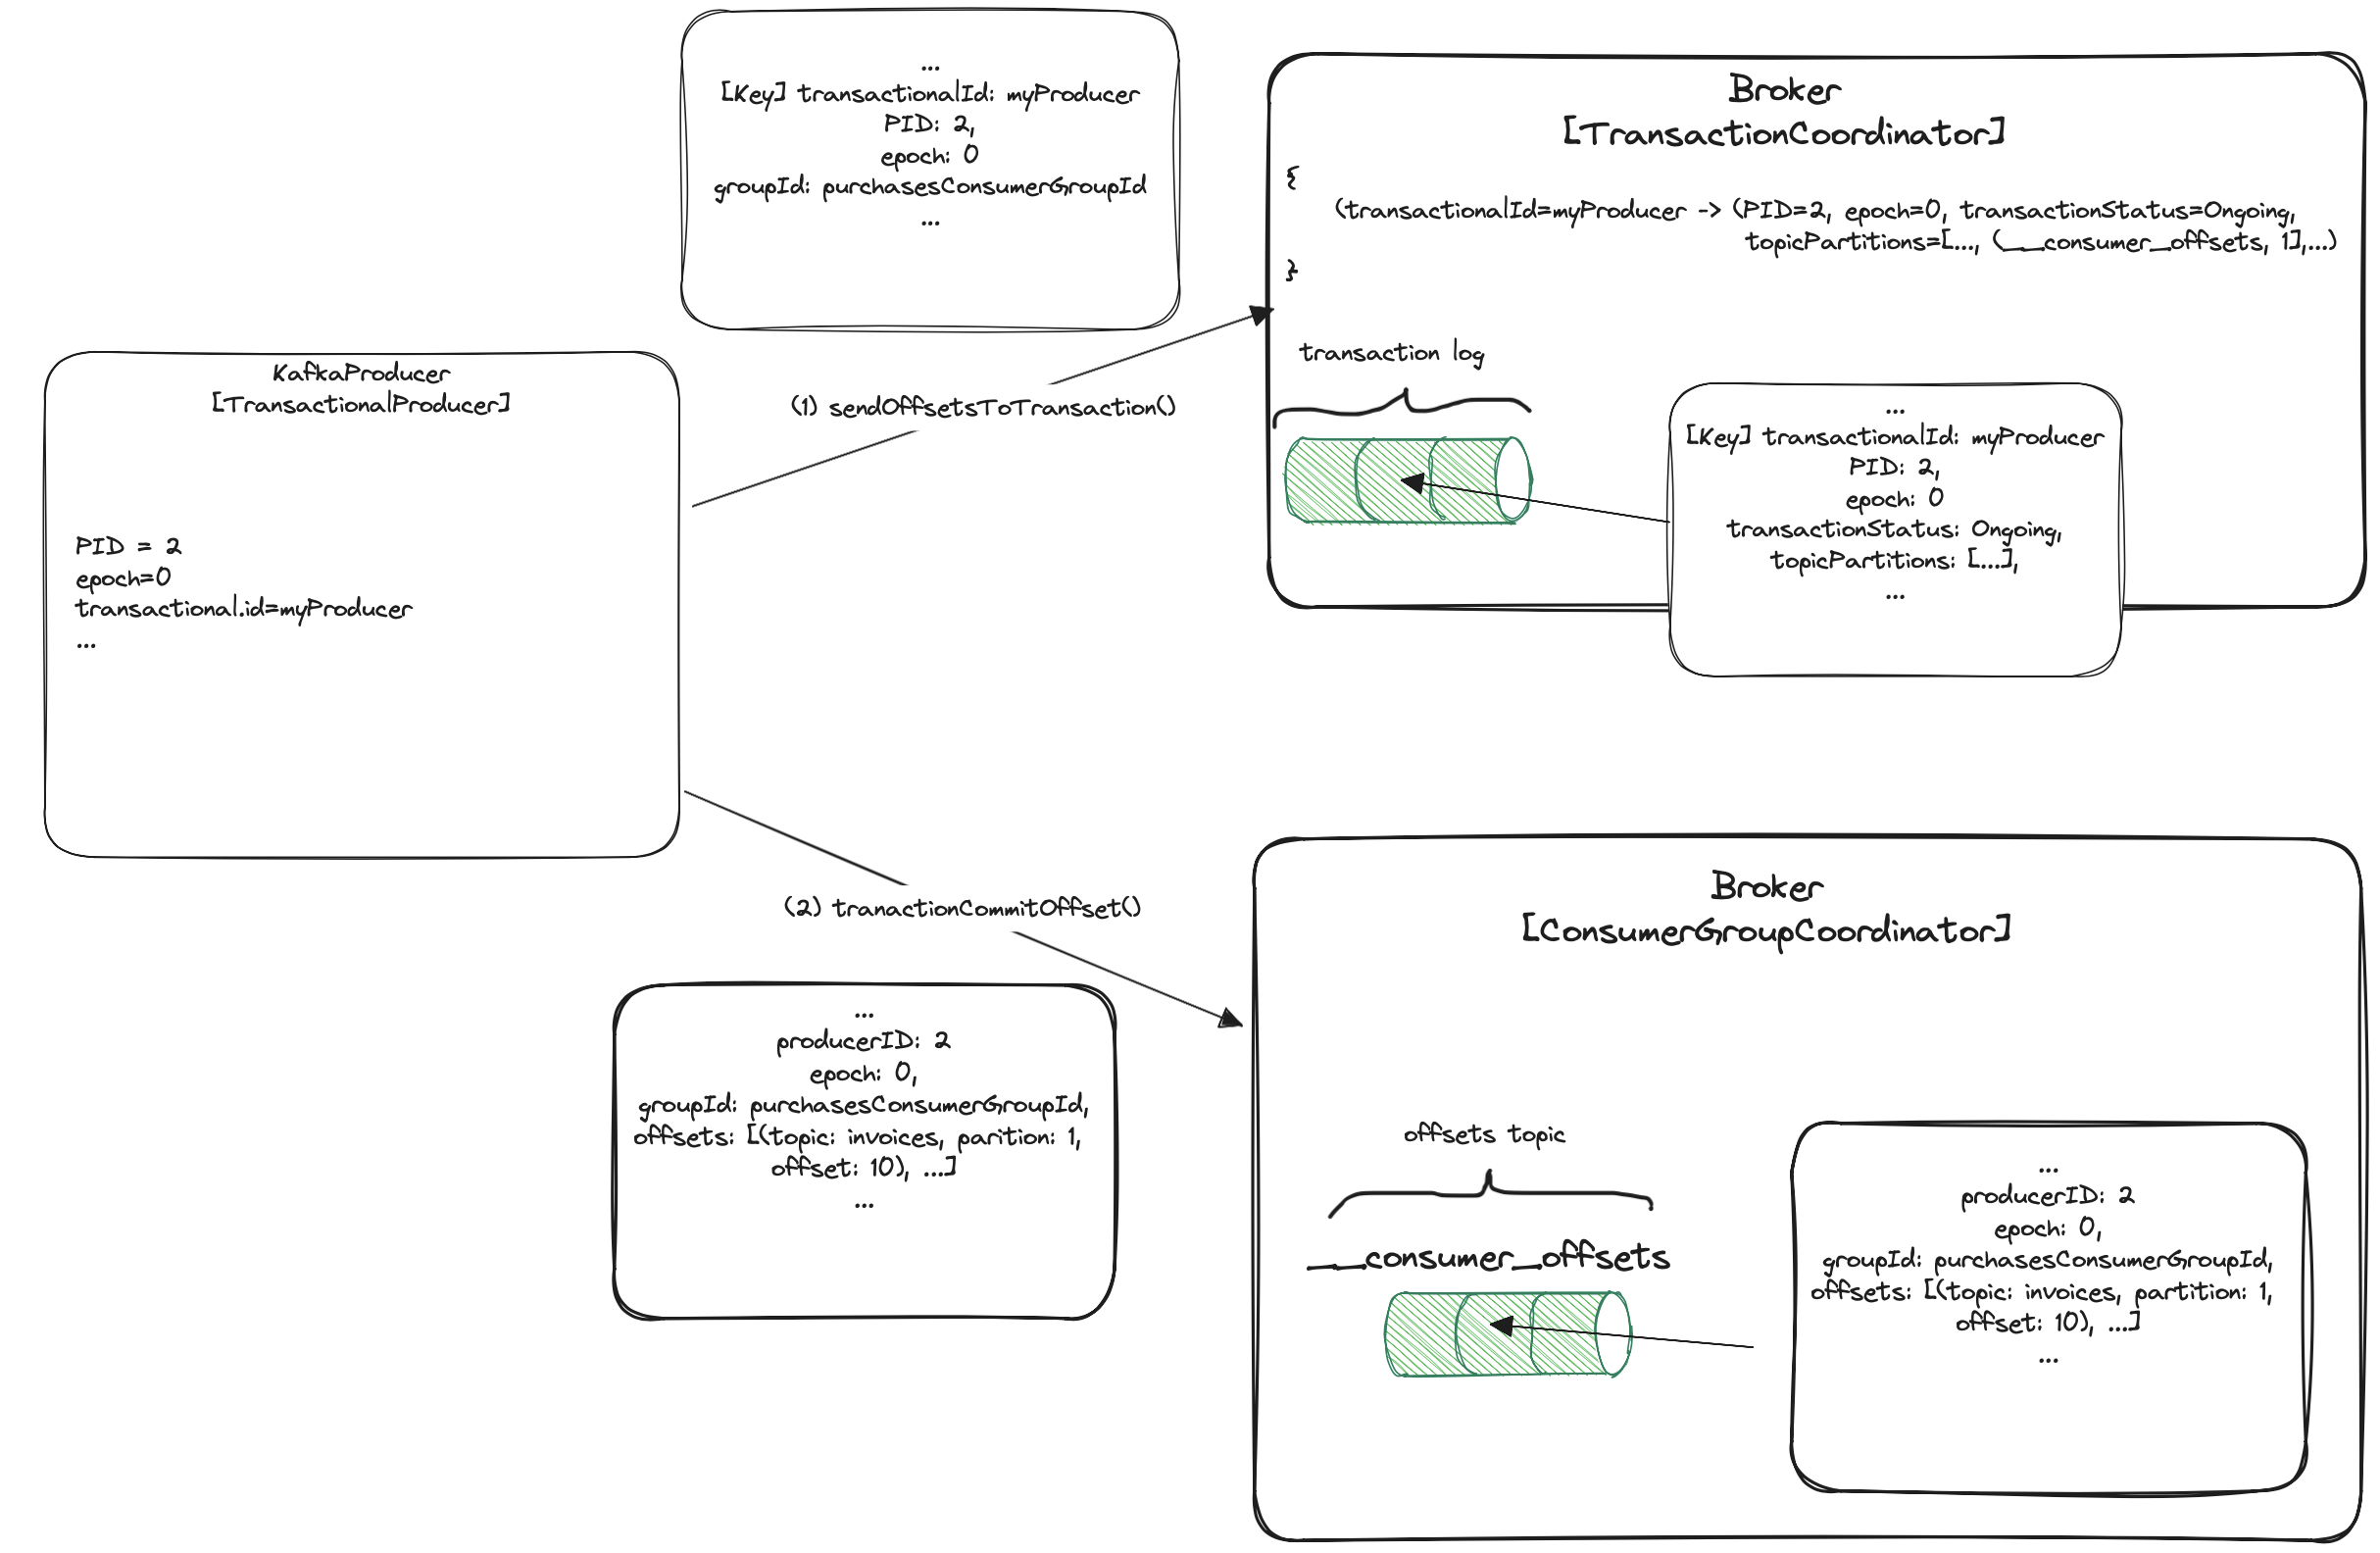 ...
[Key] transactionalId: myProducer
PID: 2,
epoch: 0
groupId: purchasesConsumerGroupId
...
Broker
[TransactionCoordinator]
{
(transactionalId=myProducer -> (PID=2, epoch=0, transactionStatus=Ongoing,
topicPartitions=[..., (__consumer_offsets, 1],...)
}
KafkaProducer
[TransactionalProducer]
PID = 2
epoch=0
transactional.id=myProducer
...
(1) sendOffsetsToTransaction()
transaction log
...
[Key] transactionalId: myProducer
PID: 2,
epoch: 0
transactionStatus: Ongoing,
topicPartitions: [...],
...
(2) tranactionCommitOffset()
...
producerID: 2
epoch: 0,
groupId: purchasesConsumerGroupId,
offsets: [(topic: invoices, parition: 1,
offset: 10), ...]
...
Broker
[ConsumerGroupCoordinator]
offsets topic
__consumer_offsets
...
producerID: 2
epoch: 0,
groupId: purchasesConsumerGroupId,
offsets: [(topic: invoices, partition: 1,
offset: 10), ...]
...